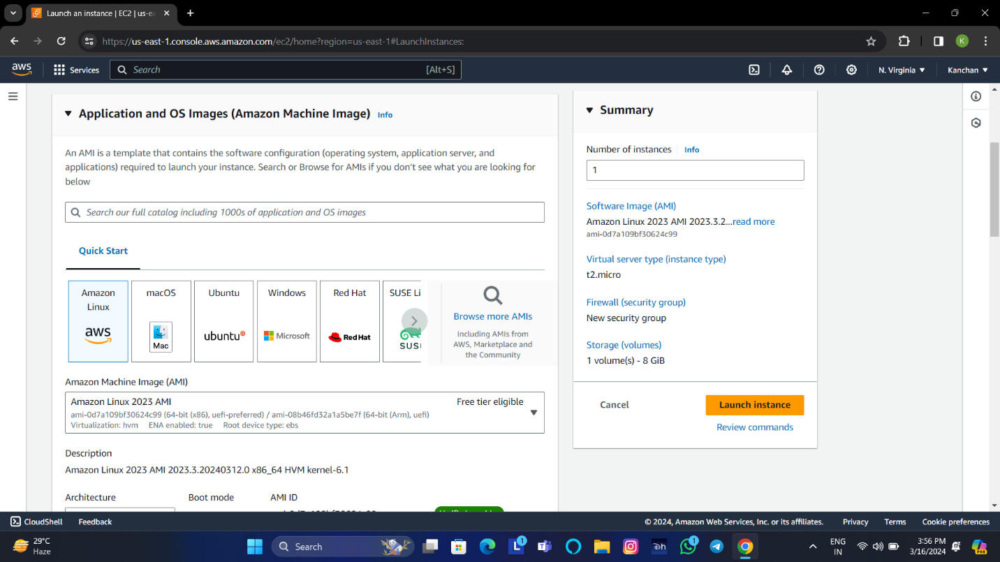 Launch an instance | EC2 | us-ea
https://us-east-1.console.aws.amazon.com/ec2/home?region=us-east-1#LaunchInstances:
K
aws
Services
Search
[Alt+S]
N. Virginia
Kanchan
Application and OS Images (Amazon Machine Image)
Info
An AMI is a template that contains the software configuration (operating system, application server, and
applications) required to launch your instance. Search or Browse for AMIs if you don't see what you are looking for
below
Search our full catalog including 1000s of application and OS images
Quick Start
Amazon
Linux
aws
macOS
Mac
Ubuntu
ubuntu
Windows
Microsoft
Red Hat
Red Hat
SUSE Li
SUS
Browse more AMIs
Including AMIs from
AWS, Marketplace and
the Community
Amazon Machine Image (AMI)
Amazon Linux 2023 AMI
Free tier eligible
ami-0d7a109bf30624c99 (64-bit (x86), uefi-preferred) / ami-08b46fd32a1a5be7f (64-bit (Arm), uefi)
Virtualization: hvm ENA enabled: true Root device type: ebs
Description
Amazon Linux 2023 AMI 2023.3.20240312.0 x86_64 HVM kernel-6.1
Architecture
Boot mode
AMI ID
Summary
Number of instances
Info
1
Software Image (AMI)
Amazon Linux 2023 AMI 2023.3.2...read more
ami-0d7a109bf30624c99
Virtual server type (instance type)
t2.micro
Firewall (security group)
New security group
Storage (volumes)
1 volume(s) - 8 GiB
Cancel
Launch instance
Review commands
CloudShell
Feedback
© 2024, Amazon Web Services, Inc. or its affiliates.
Privacy
Terms
Cookie preferences
29°C
Haze
Search
L
1
Dh
1
ENG
IN
3:56 PM
3/16/2024
PRE